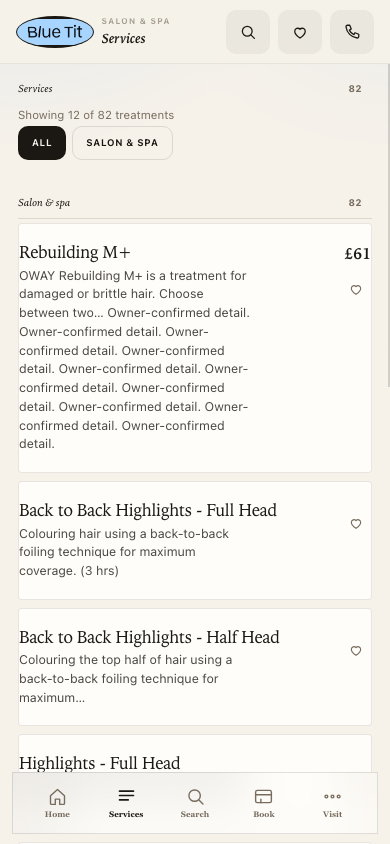 Blue Tit
SALON & SPA
Services
Services
82
Showing 12 of 82 treatments
ALL
SALON & SPA
Salon & spa
82
Rebuilding M+
£61
OWAY Rebuilding M+ is a treatment for
damaged or brittle hair. Choose
between two... Owner-confirmed detail.
Owner-confirmed detail. Owner-
confirmed detail. Owner-confirmed
detail. Owner-confirmed detail. Owner-
confirmed detail. Owner-confirmed
detail. Owner-confirmed detail. Owner-
confirmed detail. Owner-confirmed
detail.
Back to Back Highlights - Full Head
Colouring hair using a back-to-back
foiling technique for maximum
coverage. (3 hrs)
Back to Back Highlights - Half Head
Colouring the top half of hair using a
back-to-back foiling technique for
maximum...
Highlights - Full Head
Home
Services
Search
Book
Visit